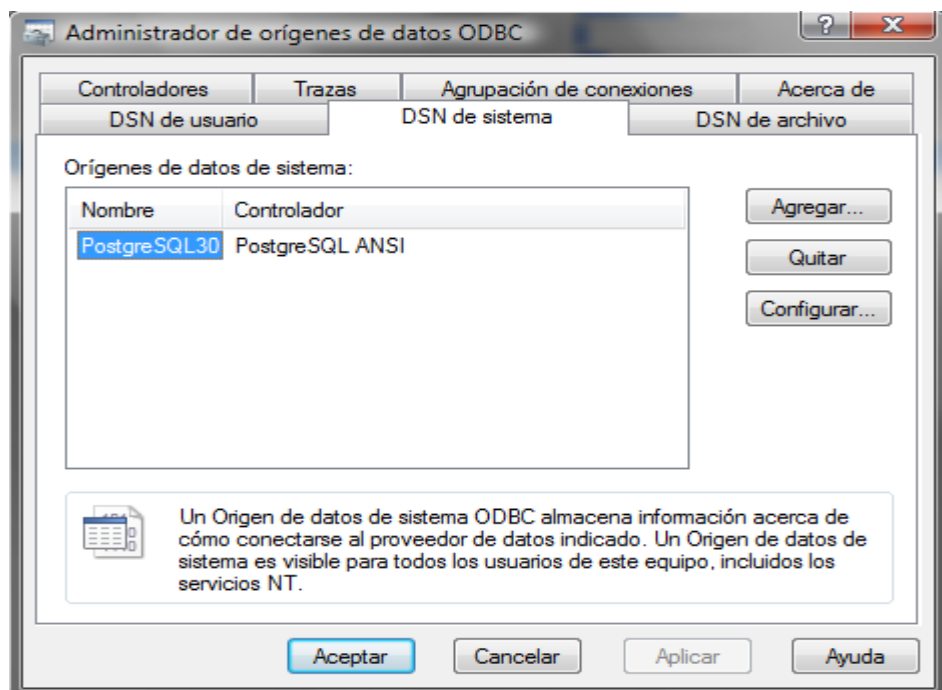 Administrador de orígenes de datos ODBC
Controladores Trazas Agrupación de conexiones Acerca de
DSN de usuario DSN de sistema DSN de archivo
Orígenes de datos de sistema:
Nombre Controlador
PostgreSQL30 PostgreSQL ANSI
Agregar...
Quitar
Configurar...
Un Origen de datos de sistema ODBC almacena información acerca de
cómo conectarse al proveedor de datos indicado. Un Origen de datos de
sistema es visible para todos los usuarios de este equipo, incluidos los
servicios NT.
Aceptar Cancelar Aplicar Ayuda